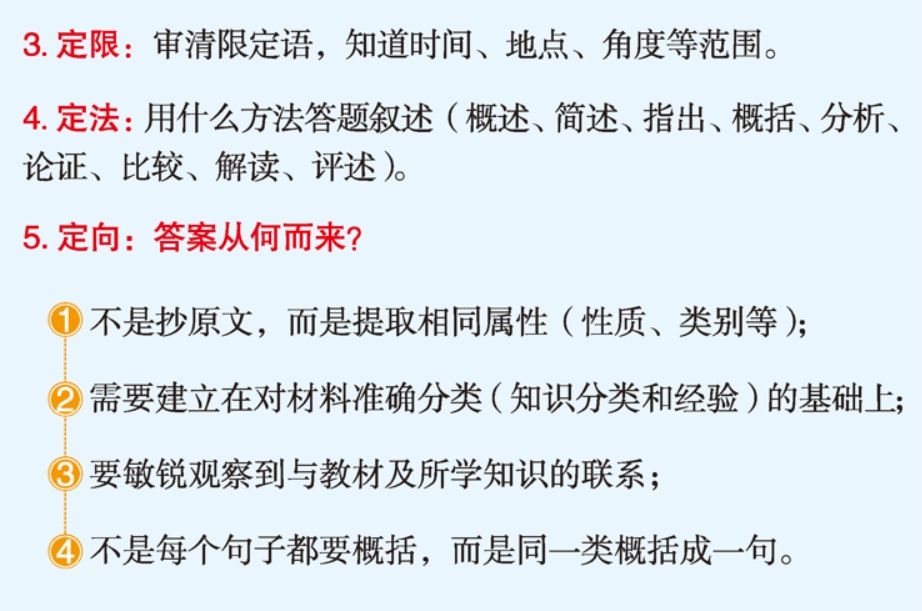 3. 定限：审清限定语，知道时间、地点、角度等范围。
4. 定法：用什么方法答题叙述（概述、简述、指出、概括、分析、
论证、比较、解读、评述）。
5. 定向：答案从何而来？
① 不是抄原文，而是提取相同属性（性质、类别等）；
② 需要建立在对材料准确分类（知识分类和经验）的基础上；
③ 要敏锐观察到与教材及所学知识的联系；
④ 不是每个句子都要概括，而是同一类概括成一句。